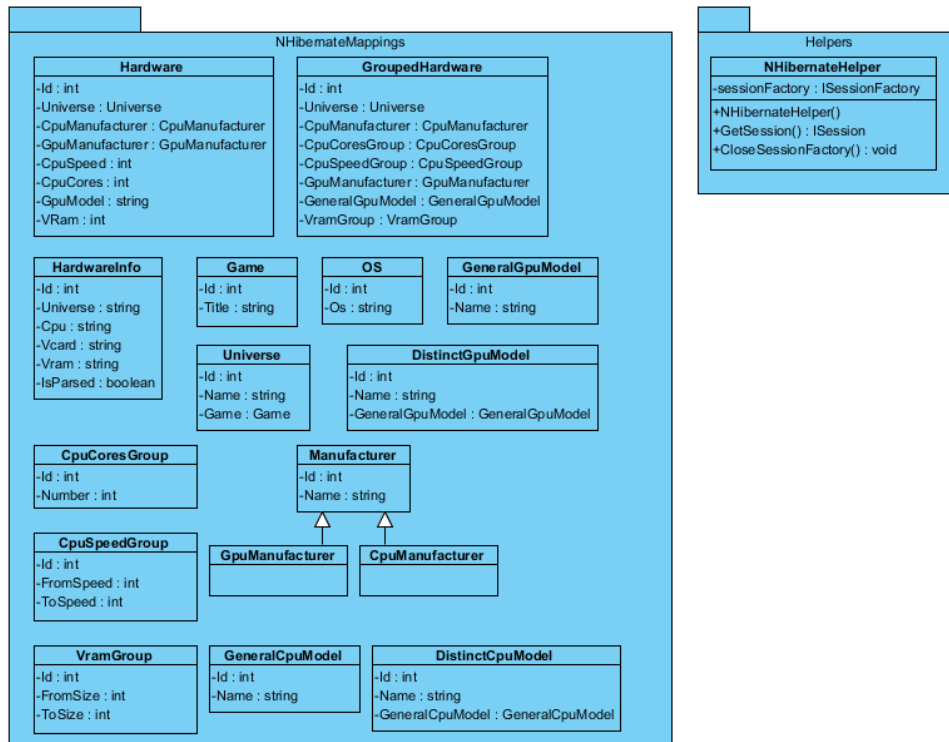 NHibernateMappings
Hardware
-Id : int
-Universe : Universe
-CpuManufacturer : CpuManufacturer
-GpuManufacturer : GpuManufacturer
-CpuSpeed : int
-CpuCores : int
-GpuModel : string
-VRam : int
GroupedHardware
-Id : int
-Universe : Universe
-CpuManufacturer : CpuManufacturer
-CpuCoresGroup : CpuCoresGroup
-CpuSpeedGroup : CpuSpeedGroup
-GpuManufacturer : GpuManufacturer
-GeneralGpuModel : GeneralGpuModel
-VramGroup : VramGroup
HardwareInfo
-Id : int
-Universe : string
-Cpu : string
-Vcard : string
-Vram : string
-IsParsed : boolean
Game
-Id : int
-Title : string
OS
-Id : int
-Os : string
GeneralGpuModel
-Id : int
-Name : string
Universe
-Id : int
-Name : string
-Game : Game
DistinctGpuModel
-Id : int
-Name : string
-GeneralGpuModel : GeneralGpuModel
CpuCoresGroup
-Id : int
-Number : int
Manufacturer
-Id : int
-Name : string
CpuSpeedGroup
-Id : int
-FromSpeed : int
-ToSpeed : int
GpuManufacturer
CpuManufacturer
VramGroup
-Id : int
-FromSize : int
-ToSize : int
GeneralCpuModel
-Id : int
-Name : string
DistinctCpuModel
-Id : int
-Name : string
-GeneralCpuModel : GeneralCpuModel
Helpers
NHibernateHelper
-sessionFactory : ISessionFactory
+NHibernateHelper()
+GetSession() : ISession
+CloseSessionFactory() : void